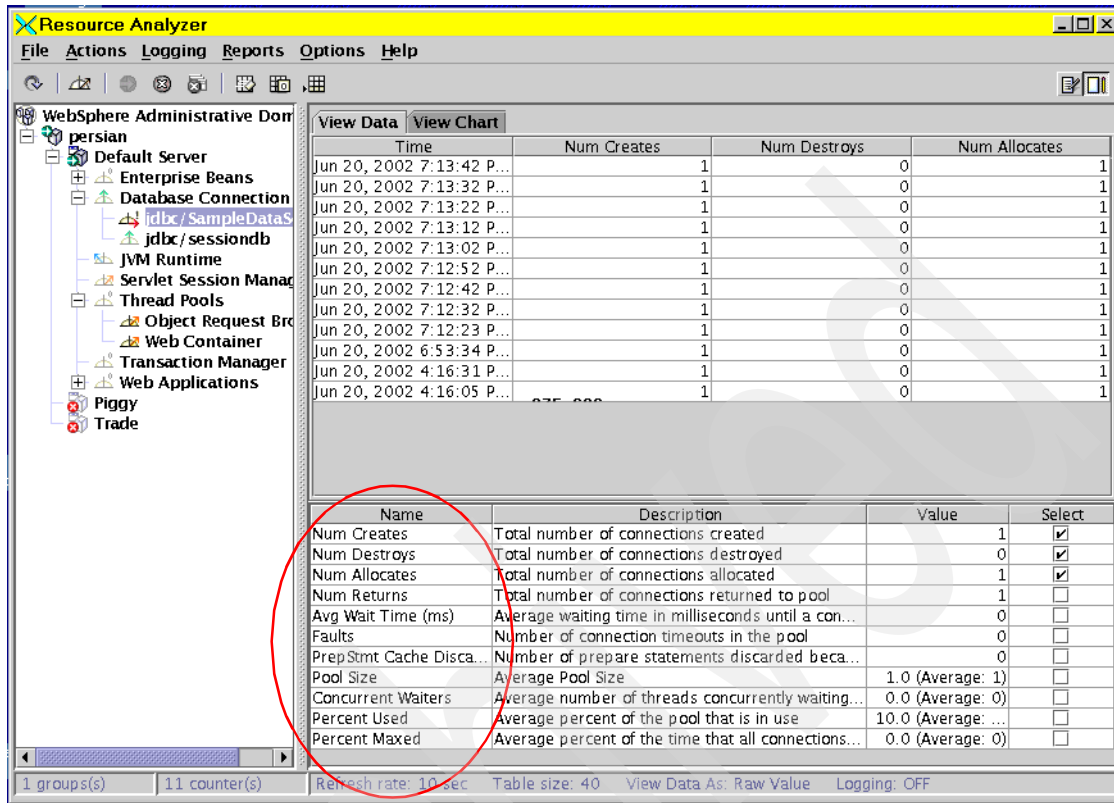 Resource Analyzer
File Actions Logging Reports Options Help
WebSphere Administrative Dom
persian
Default Server
Enterprise Beans
Database Connection
jdbc/SampleDataS
jdbc/sessiondb
JVM Runtime
Servlet Session Manag
Thread Pools
Object Request Bro
Web Container
Transaction Manager
Web Applications
Piggy
Trade
View Data View Chart
Time Num Creates Num Destroys Num Allocates
Jun 20, 2002 7:13:42 P... 1 0 1
Jun 20, 2002 7:13:32 P... 1 0 1
Jun 20, 2002 7:13:22 P... 1 0 1
Jun 20, 2002 7:13:12 P... 1 0 1
Jun 20, 2002 7:13:02 P... 1 0 1
Jun 20, 2002 7:12:52 P... 1 0 1
Jun 20, 2002 7:12:42 P... 1 0 1
Jun 20, 2002 7:12:32 P... 1 0 1
Jun 20, 2002 7:12:23 P... 1 0 1
Jun 20, 2002 6:53:34 P... 1 0 1
Jun 20, 2002 4:16:31 P... 1 0 1
Jun 20, 2002 4:16:05 P... 1 0 1
Name Description Value Select
Num Creates Total number of connections created 1
Num Destroys Total number of connections destroyed 0
Num Allocates Total number of connections allocated 1
Num Returns Total number of connections returned to pool 1
Avg Wait Time (ms) Average waiting time in milliseconds until a con... 0
Faults Number of connection timeouts in the pool 0
PrepStmt Cache Disca... Number of prepare statements discarded beca... 0
Pool Size Average Pool Size 1.0 (Average: 1)
Concurrent Waiters Average number of threads concurrently waiting... 0.0 (Average: 0)
Percent Used Average percent of the pool that is in use 10.0 (Average: ...
Percent Maxed Average percent of the time that all connections... 0.0 (Average: 0)
1 groups(s) 11 counter(s) Refresh rate: 10 sec Table size: 40 View Data As: Raw Value Logging: OFF